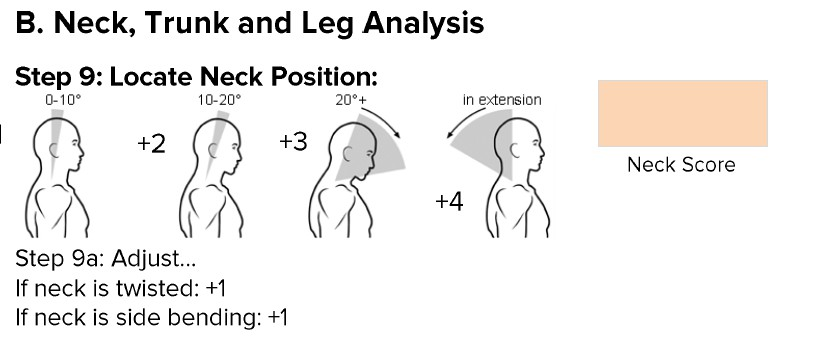 B. Neck, Trunk and Leg Analysis
Step 9: Locate Neck Position:
0-10°
10-20°
20°+
in extension
+2
+3
+4
Neck Score
Step 9a: Adjust...
If neck is twisted: +1
If neck is side bending: +1